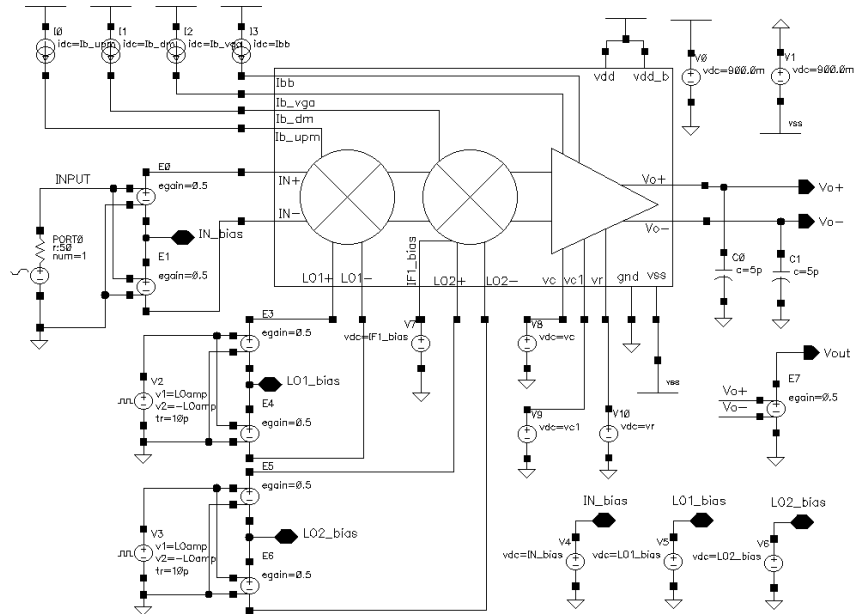 I0
idc=Ib_upm
I1
idc=Ib_dm
I2
idc=Ib_vga
I3
idc=Ibb
vdd
vdd_b
V0
vdc=900.0m
V1
vdc=900.0m
vss
Ibb
Ib_vga
Ib_dm
Ib_upm
INPUT
E0
egain=0.5
IN+
IN-
IN_bias
PORT0
r:50
num=1
E1
egain=0.5
Vo+
Vo-
Vo+
Vo-
C0
c=5p
C1
c=5p
LO1+
LO1-
IF1_bias
LO2+
LO2-
vc
vc1
vr
gnd
vss
E3
egain=0.5
V7
vdc=IF1_bias
V8
vdc=vc
vss
Vout
V2
v1=LOamp
v2=-LOamp
tr=10p
LO1_bias
E4
egain=0.5
V9
vdc=vc1
V10
vdc=vr
Vo+
Vo-
E7
egain=0.5
E5
egain=0.5
V3
v1=LOamp
v2=-LOamp
tr=10p
LO2_bias
E6
egain=0.5
IN_bias
LO1_bias
LO2_bias
V4
vdc=IN_bias
V5
vdc=LO1_bias
V6
vdc=LO2_bias